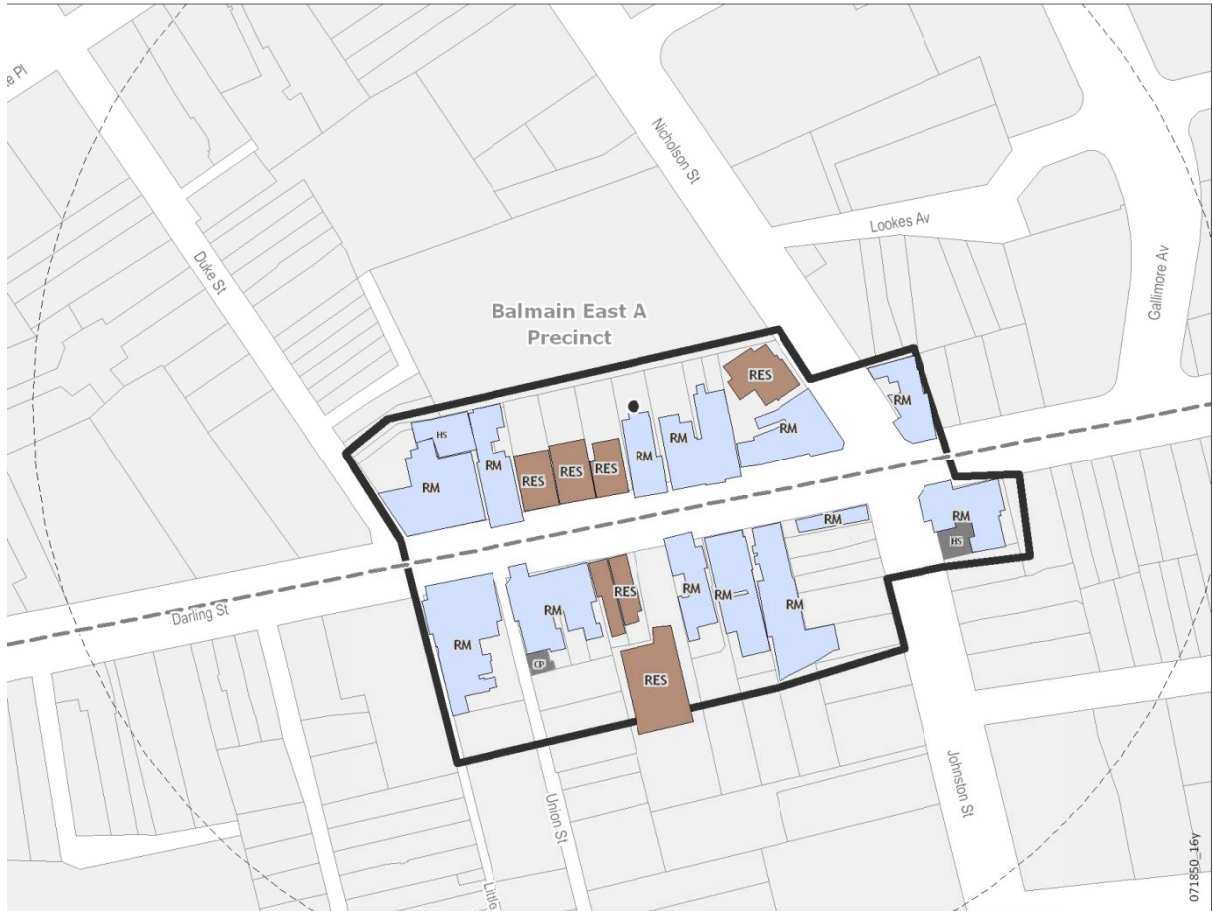 e Pl
Nicholson St
Lookes Av
Duke St
Gallimore Av
Balmain East A
Precinct
RES
RM
HS
RM
RM
RES
RES
RES
RM
RM
RM
RM
RM
HS
Darling St
RM
RM
CP
RES
RES
RM
RM
RM
Union St
Little
Johnston St
071850_16y